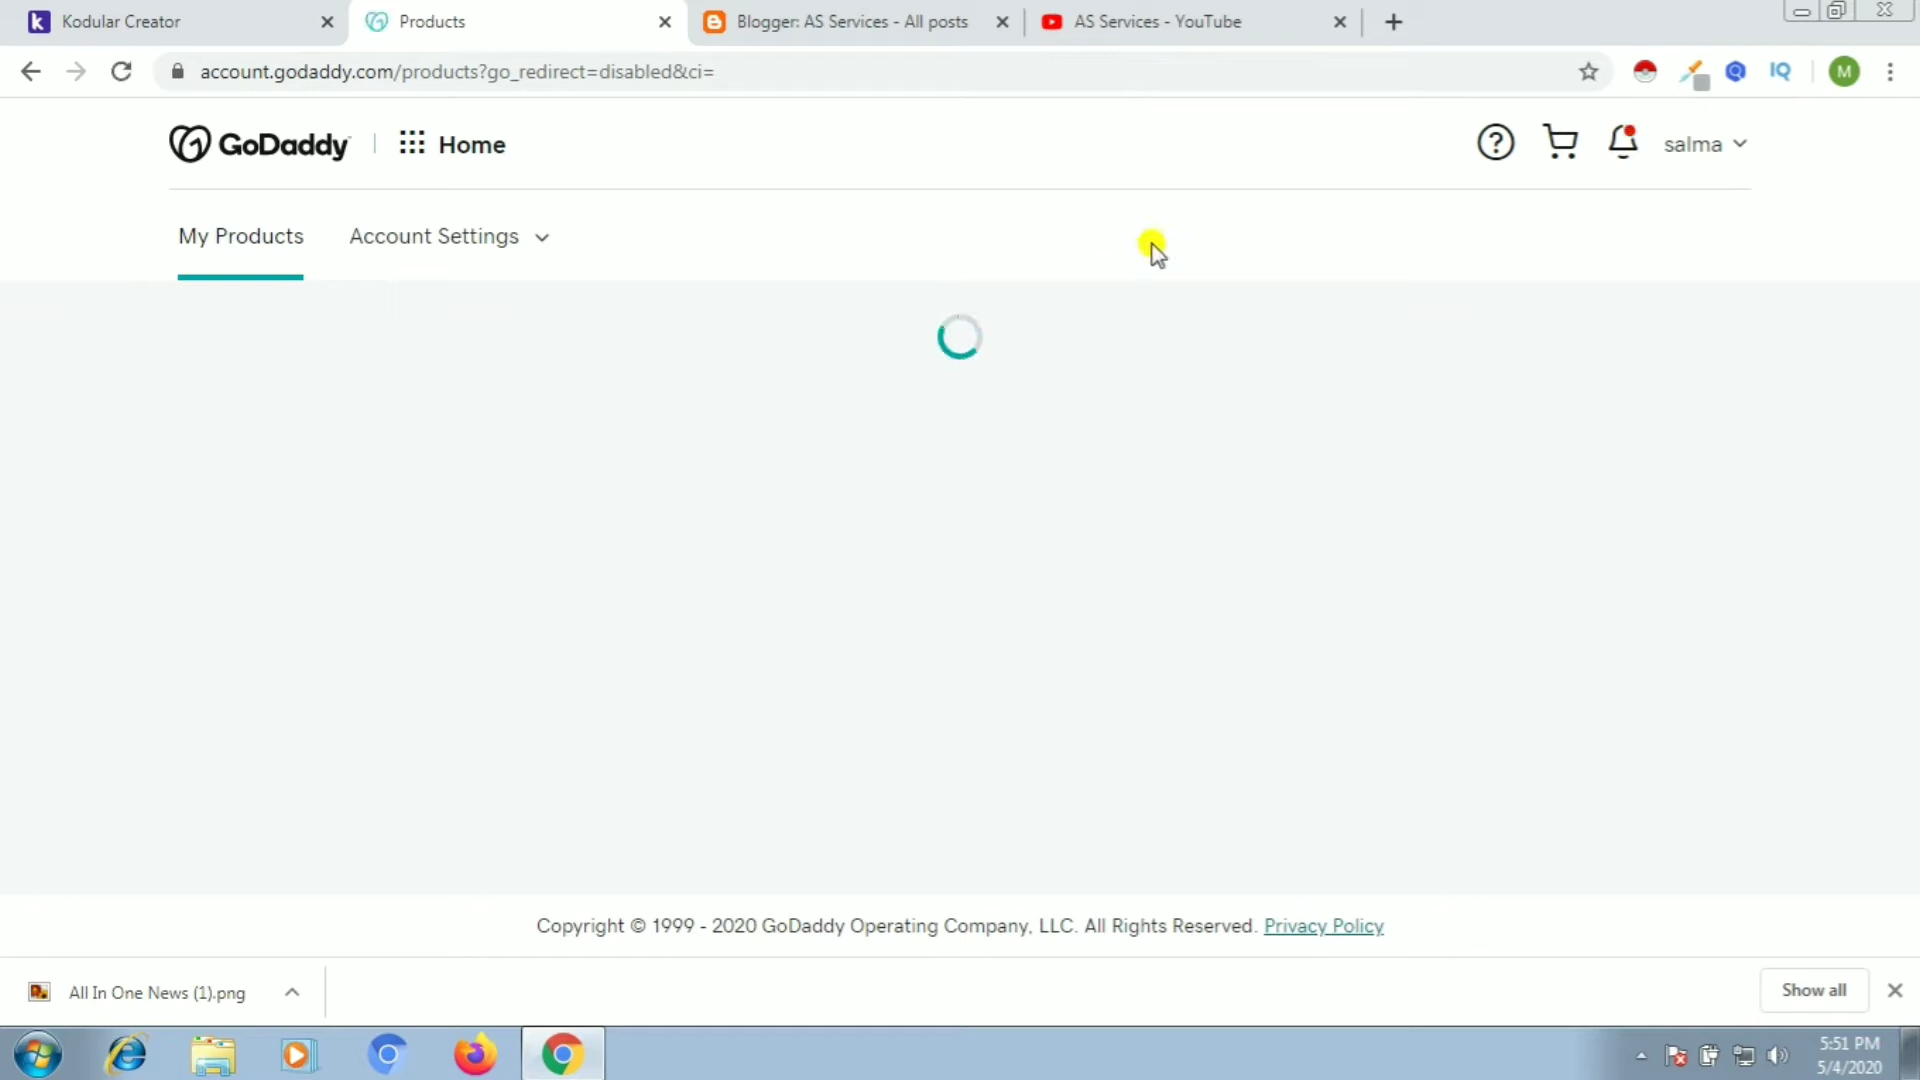 Kodular Creator
Products
Blogger: AS Services - All posts
AS Services - YouTube
account.godaddy.com/products?go_redirect=disabled&ci=
IQ
M
GoDaddy
Home
salma
My Products
Account Settings
Copyright © 1999 - 2020 GoDaddy Operating Company, LLC. All Rights Reserved. Privacy Policy
All In One News (1).png
Show all
5:51 PM
5/4/2020